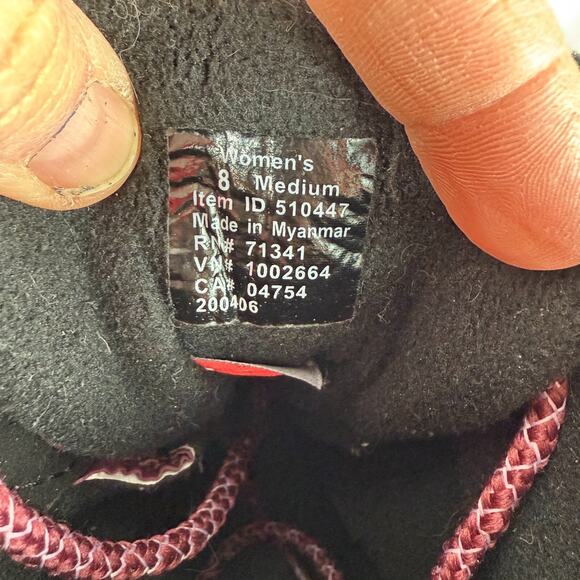 Women's
8 Medium
Item ID 510447
Made in Myanmar
RN# 71341
VN# 1002664
CA# 04754
200406